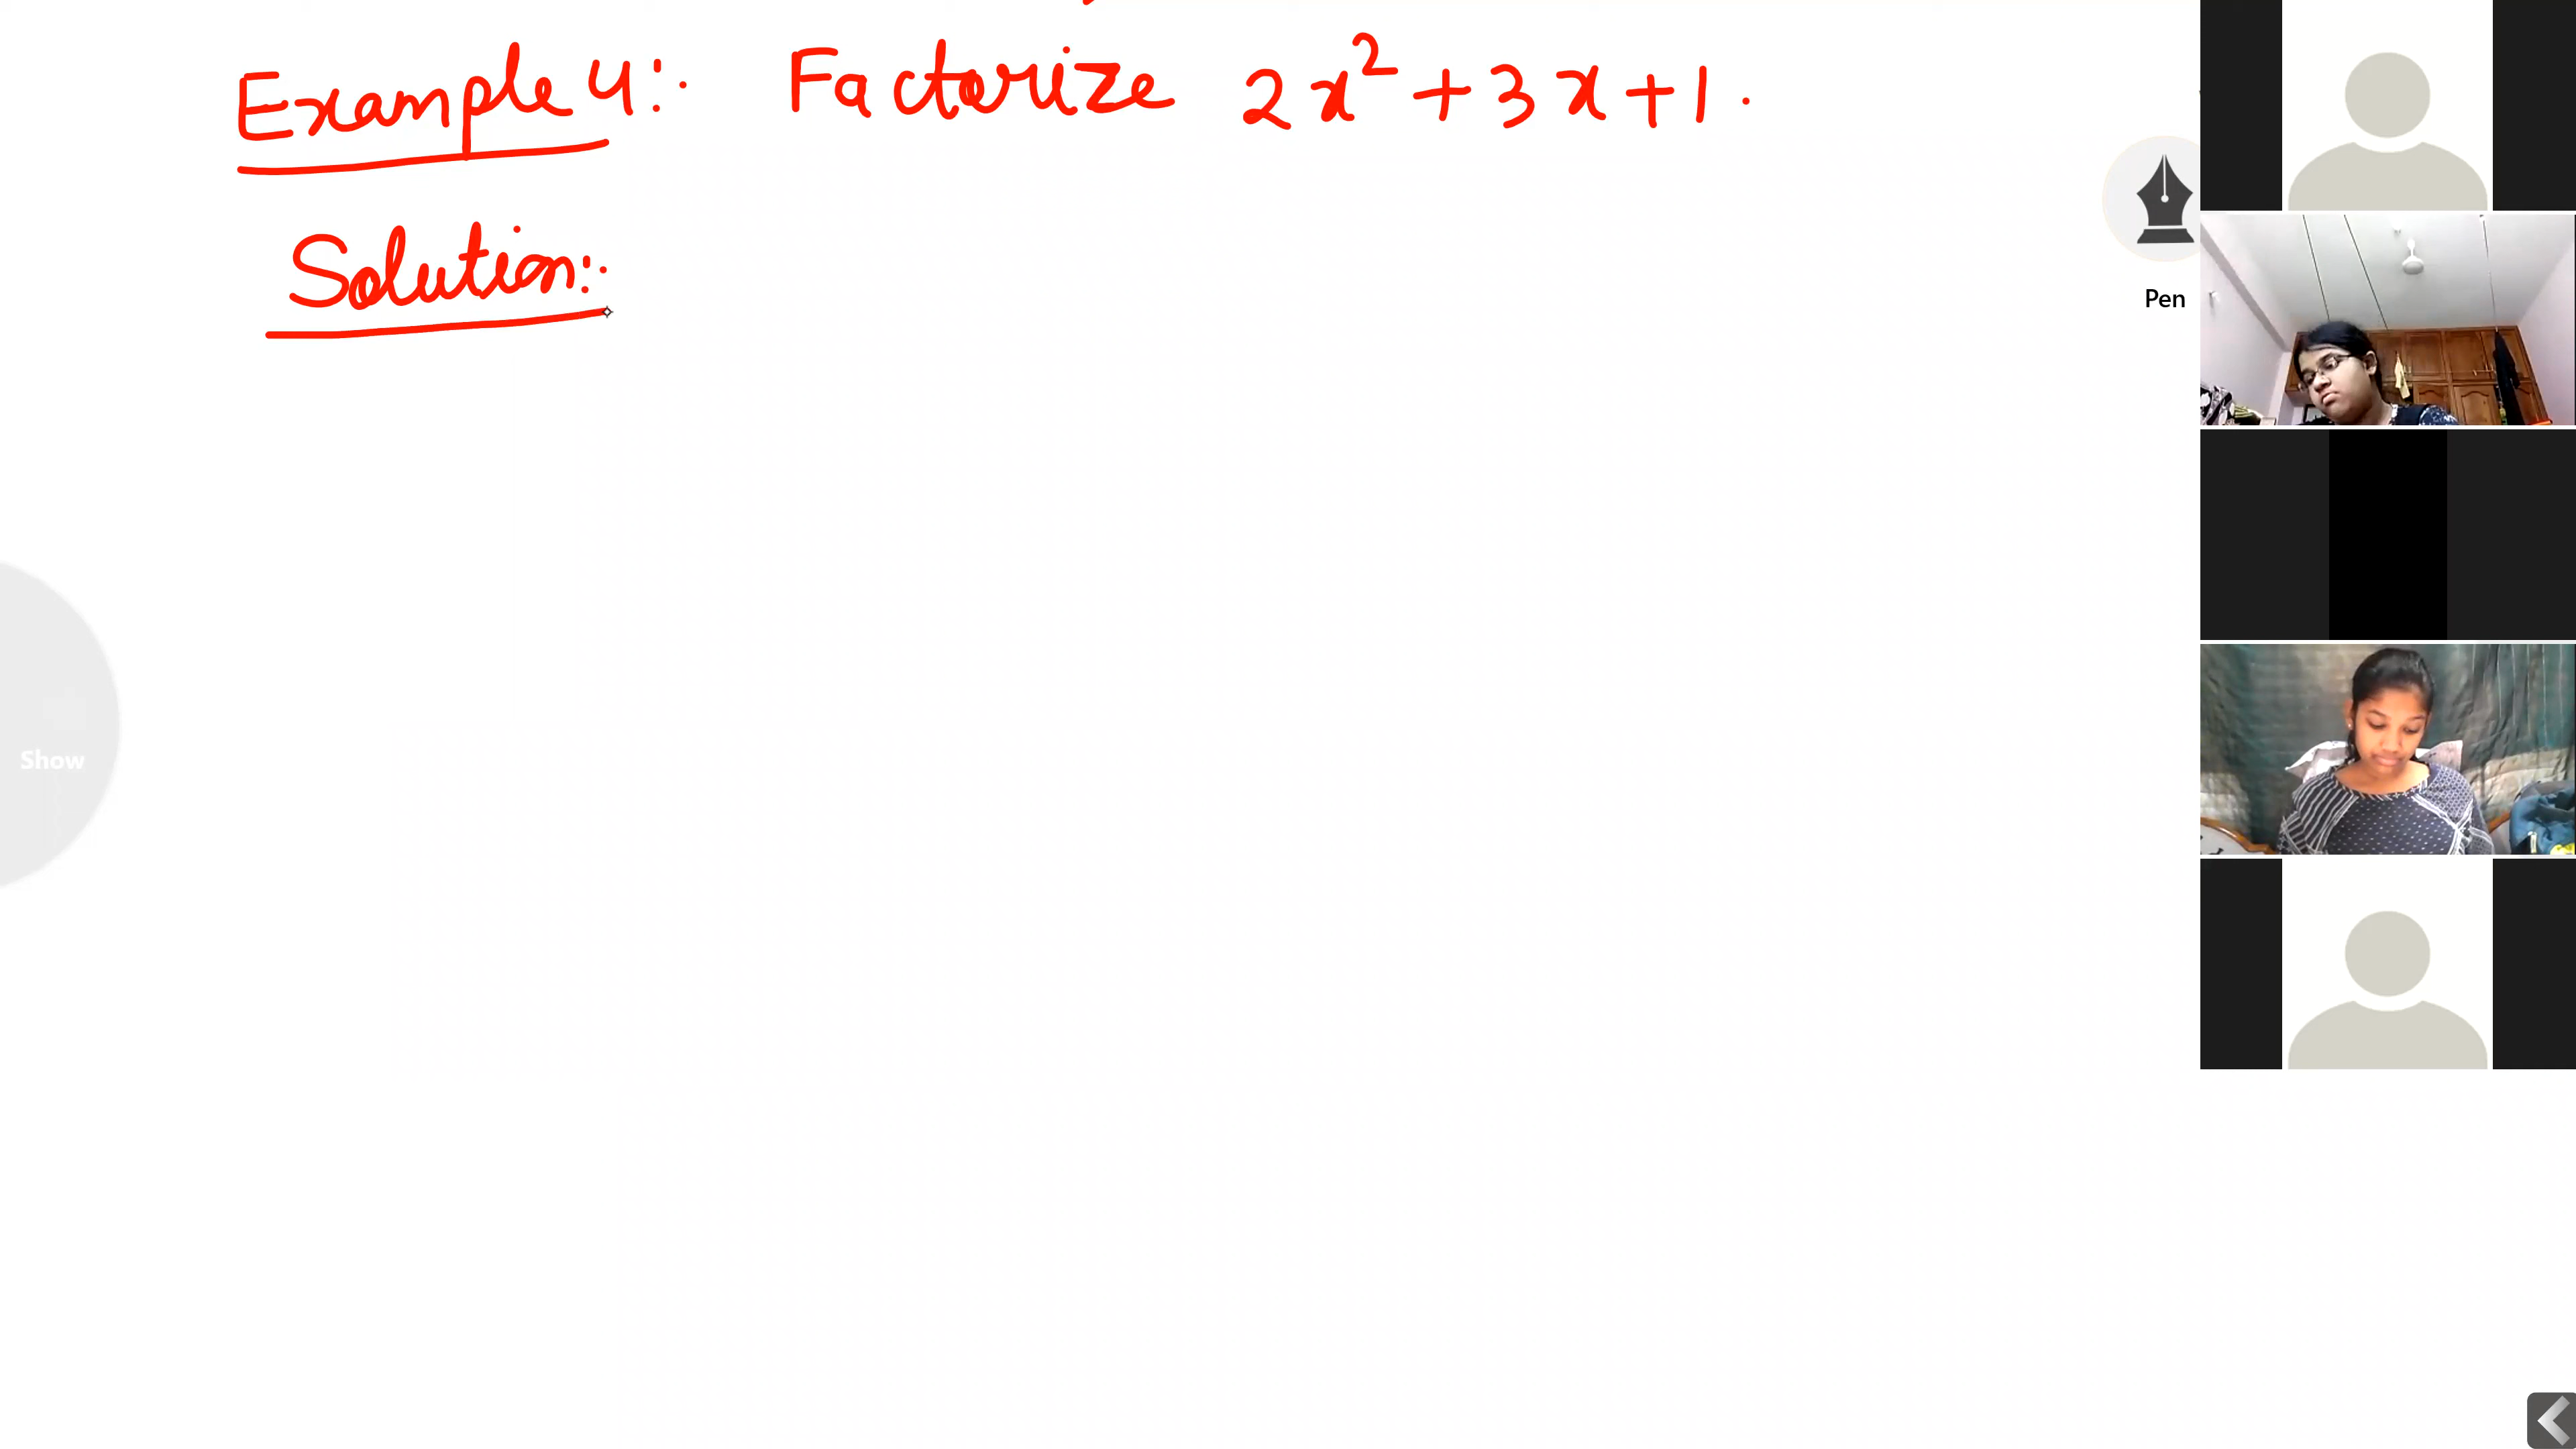 Example 4:. Factorize 2x² + 3x + 1.
Solution:.
Pen
Show